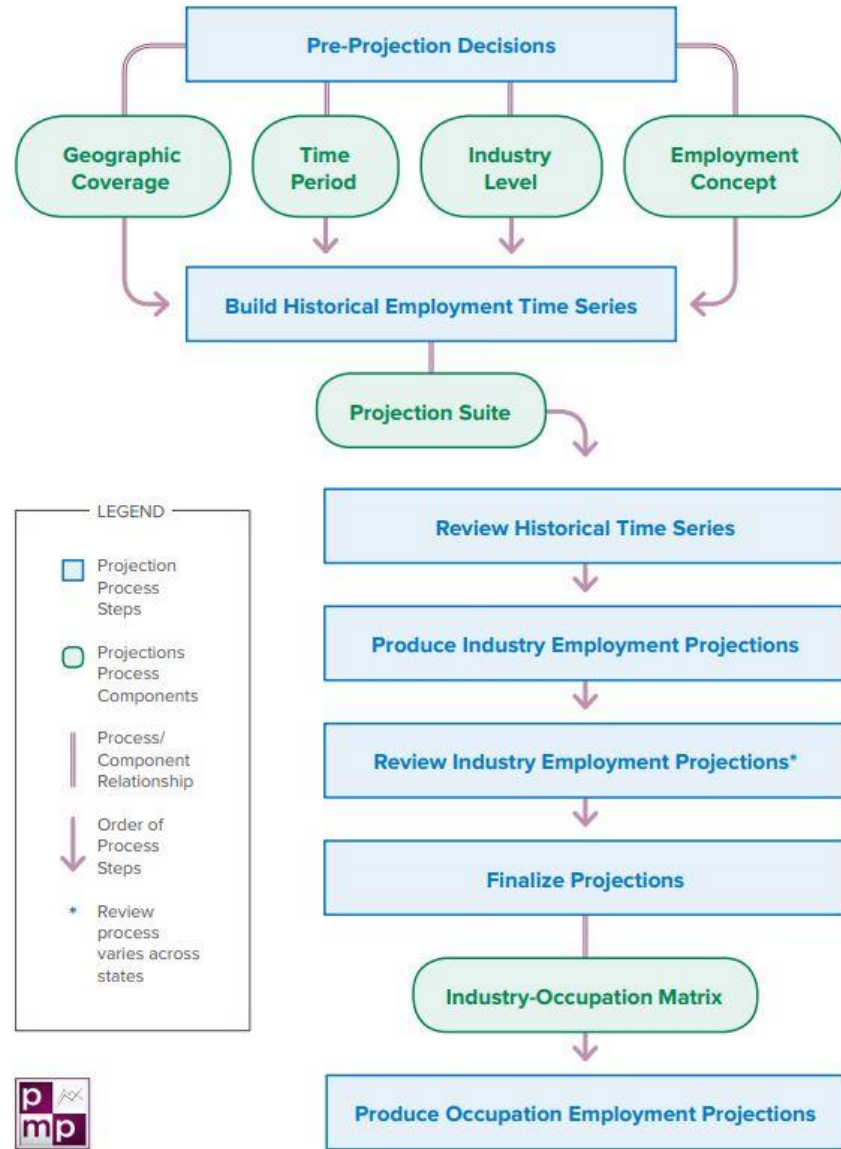 Pre-Projection Decisions
Geographic
Coverage
Time
Period
Industry
Level
Employment
Concept
Build Historical Employment Time Series
Projection Suite
LEGEND
Projection
Process
Steps
Projections
Process
Components
Process/
Component
Relationship
Order of
Process
Steps
* Review
process
varies across
states
Review Historical Time Series
Produce Industry Employment Projections
Review Industry Employment Projections*
Finalize Projections
Industry-Occupation Matrix
Produce Occupation Employment Projections
p
mp